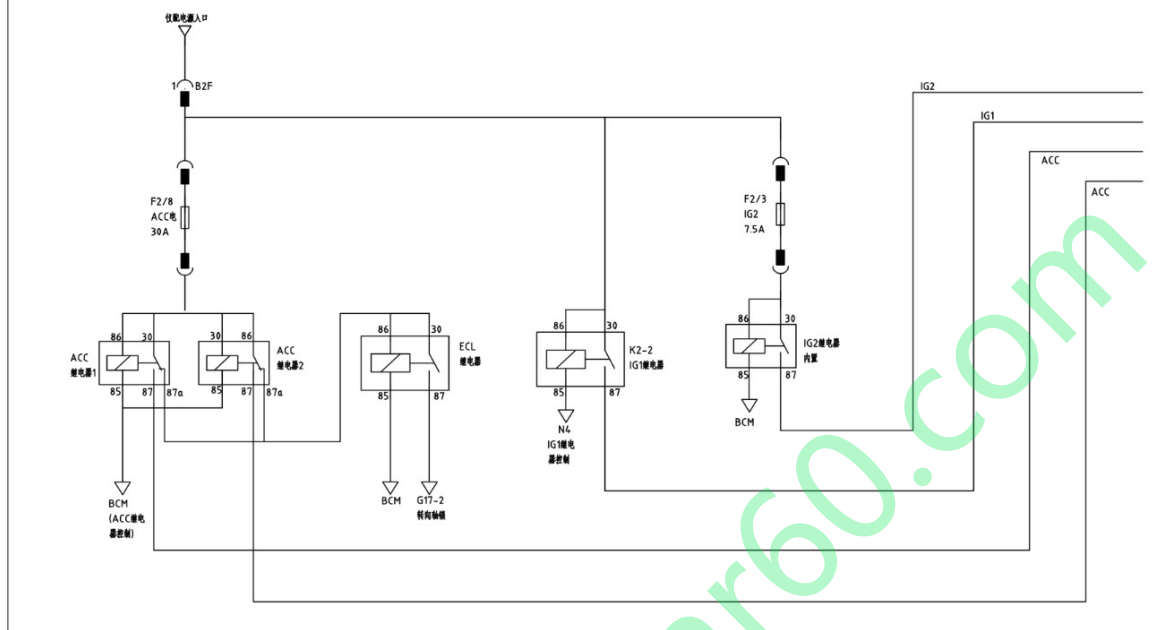 仪配电源入口
1
B2F
IG2
IG1
ACC
ACC
F2/8
ACC电
30A
F2/3
IG2
7.5A
86
30
30
86
86
30
86
30
86
30
ACC
继电器1
ACC
继电器2
ECL
继电器
K2-2
IG1继电器
IG2继电器
内置
85
87
87a
85
87
87a
85
87
85
87
85
87
BCM
(ACC继电
器控制)
BCM
G17-2
转向轴锁
N4
IG1继电
器控制
BCM
r60.com